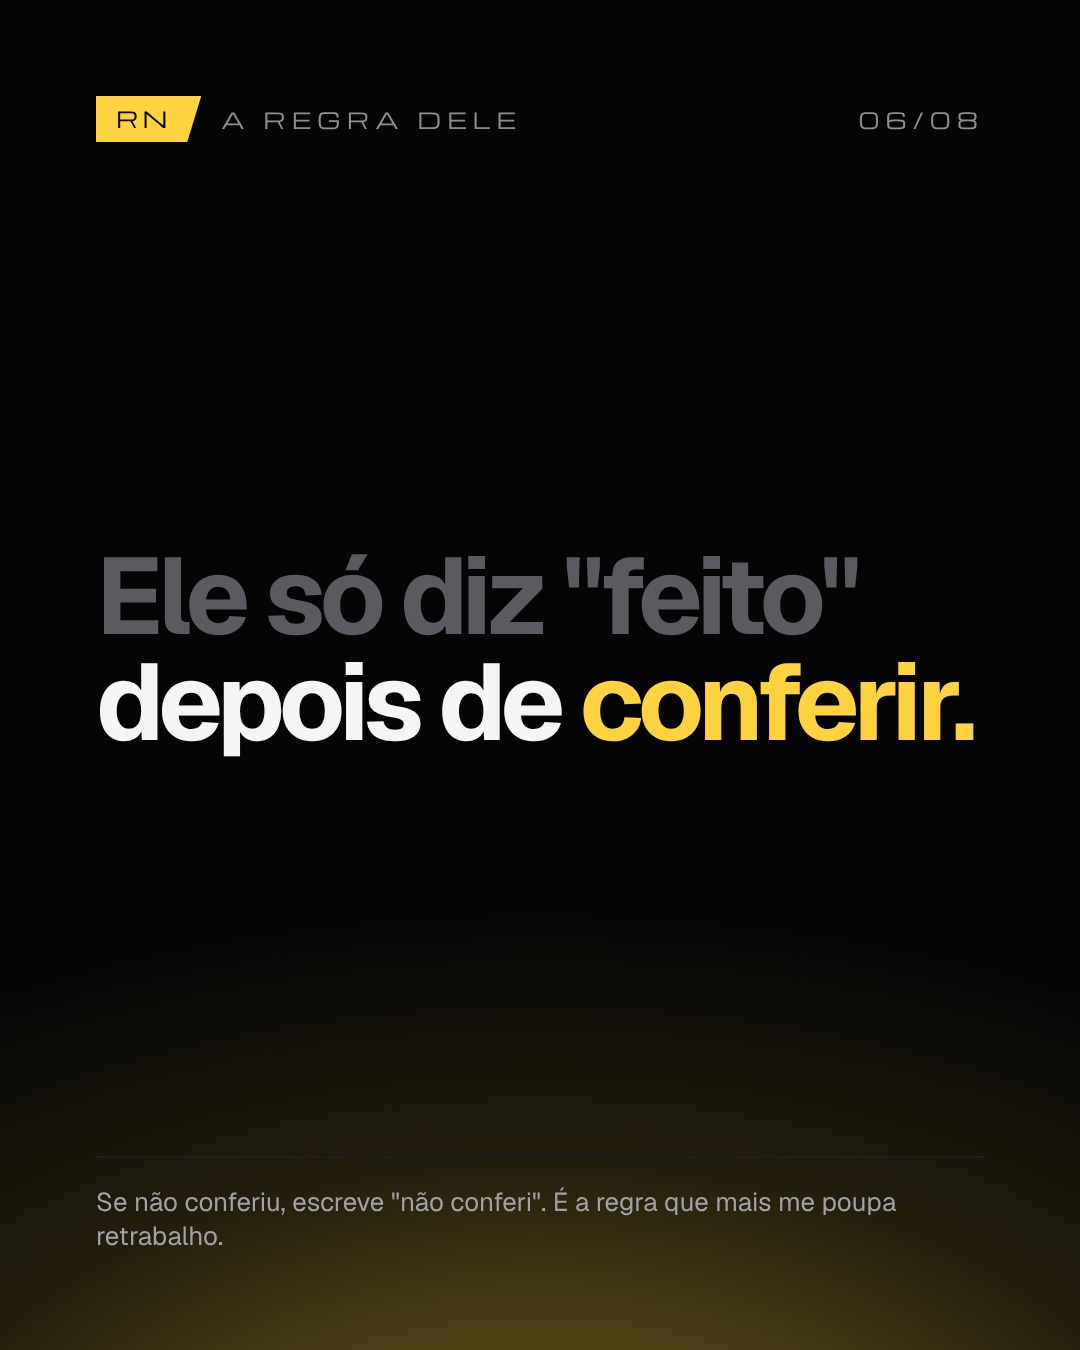 RN A REGRA DELE 06/08
Ele só diz "feito"
depois de conferir.
Se não conferiu, escreve "não conferi". É a regra que mais me poupa
retrabalho.